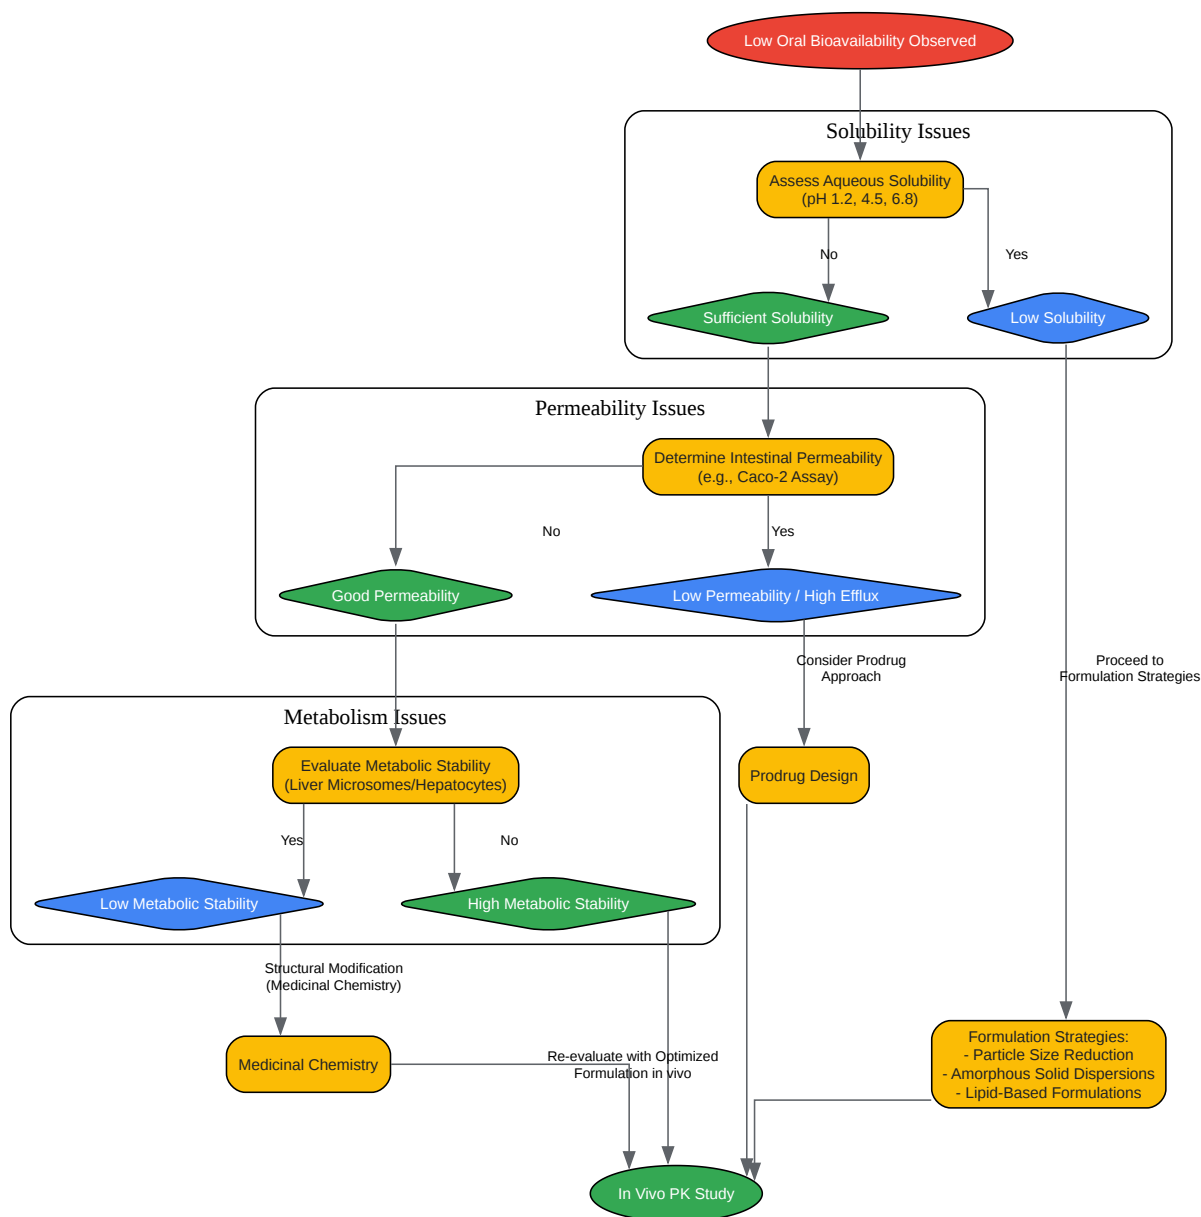 Low Oral Bioavailability Observed
Solubility Issues
Assess Aqueous Solubility
(pH 1.2, 4.5, 6.8)
No
Yes
Sufficient Solubility
Low Solubility
Permeability Issues
Determine Intestinal Permeability
(e.g., Caco-2 Assay)
No
Yes
Good Permeability
Low Permeability / High Efflux
Consider Prodrug
Approach
Proceed to
Formulation Strategies
Metabolism Issues
Evaluate Metabolic Stability
(Liver Microsomes/Hepatocytes)
Prodrug Design
Yes
No
Low Metabolic Stability
High Metabolic Stability
Structural Modification
(Medicinal Chemistry)
Medicinal Chemistry
Re-evaluate with Optimized
Formulation in vivo
Formulation Strategies:
- Particle Size Reduction
- Amorphous Solid Dispersions
- Lipid-Based Formulations
In Vivo PK Study